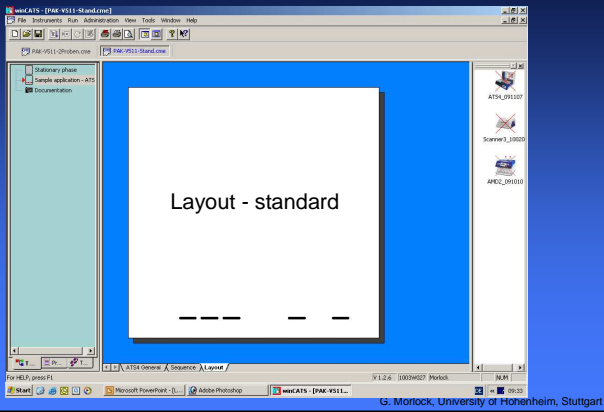 winCATS - [PAK-V511-Stand.cme]
File Instruments Run Administration View Tools Window Help
PAK-V511-2Proben.cme
PAK-V511-Stand.cme
Stationary phase
Sample application - ATS
Documentation
ATS4_091107
Scanner3_10020
AMD2_091010
Layout - standard
T...
Pr...
T...
ATS4 General
Sequence
Layout
For HELP, press F1
V 1.2.6
1003W027
Morlock
NUM
Start
Microsoft PowerPoint - [L...
Adobe Photoshop
winCATS - [PAK-V511...
09:33
G. Morlock, University of Hohenheim, Stuttgart